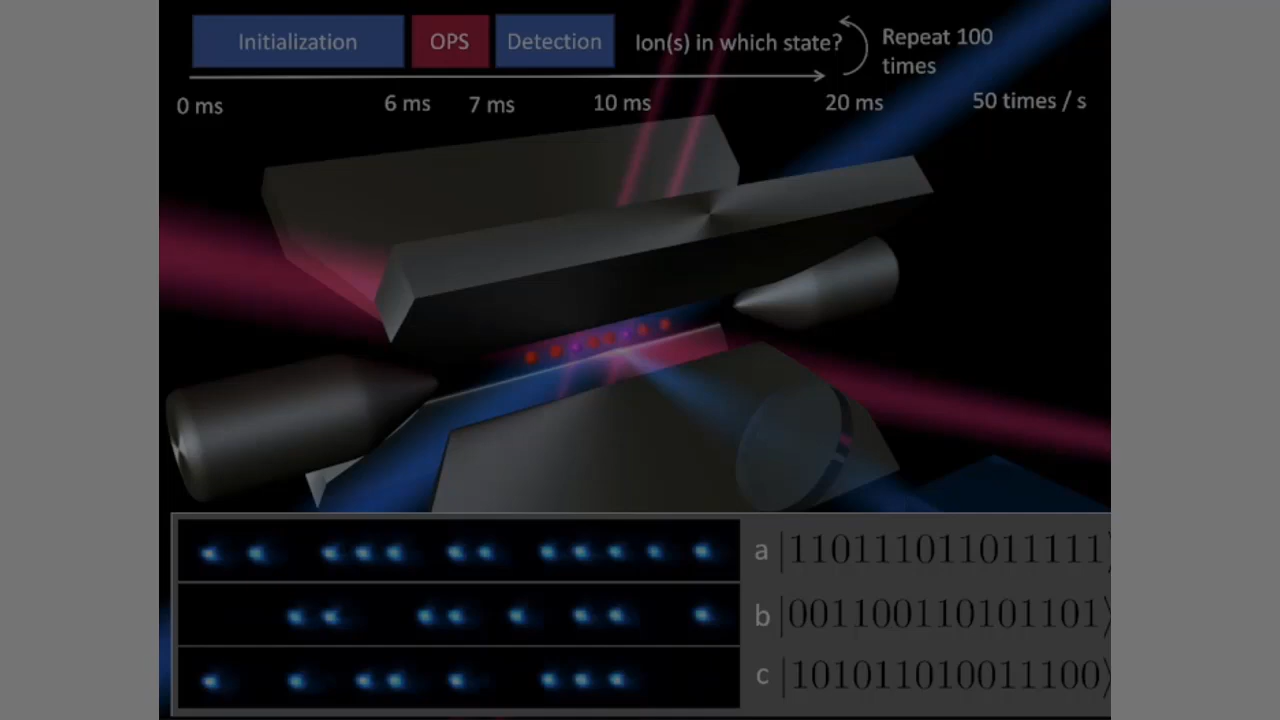 Initialization OPS Detection Ion(s) in which state? Repeat 100
times
0 ms 6 ms 7 ms 10 ms 20 ms 50 times / s
a |110111011011111⟩
b |001100110101101⟩
c |101011010011100⟩